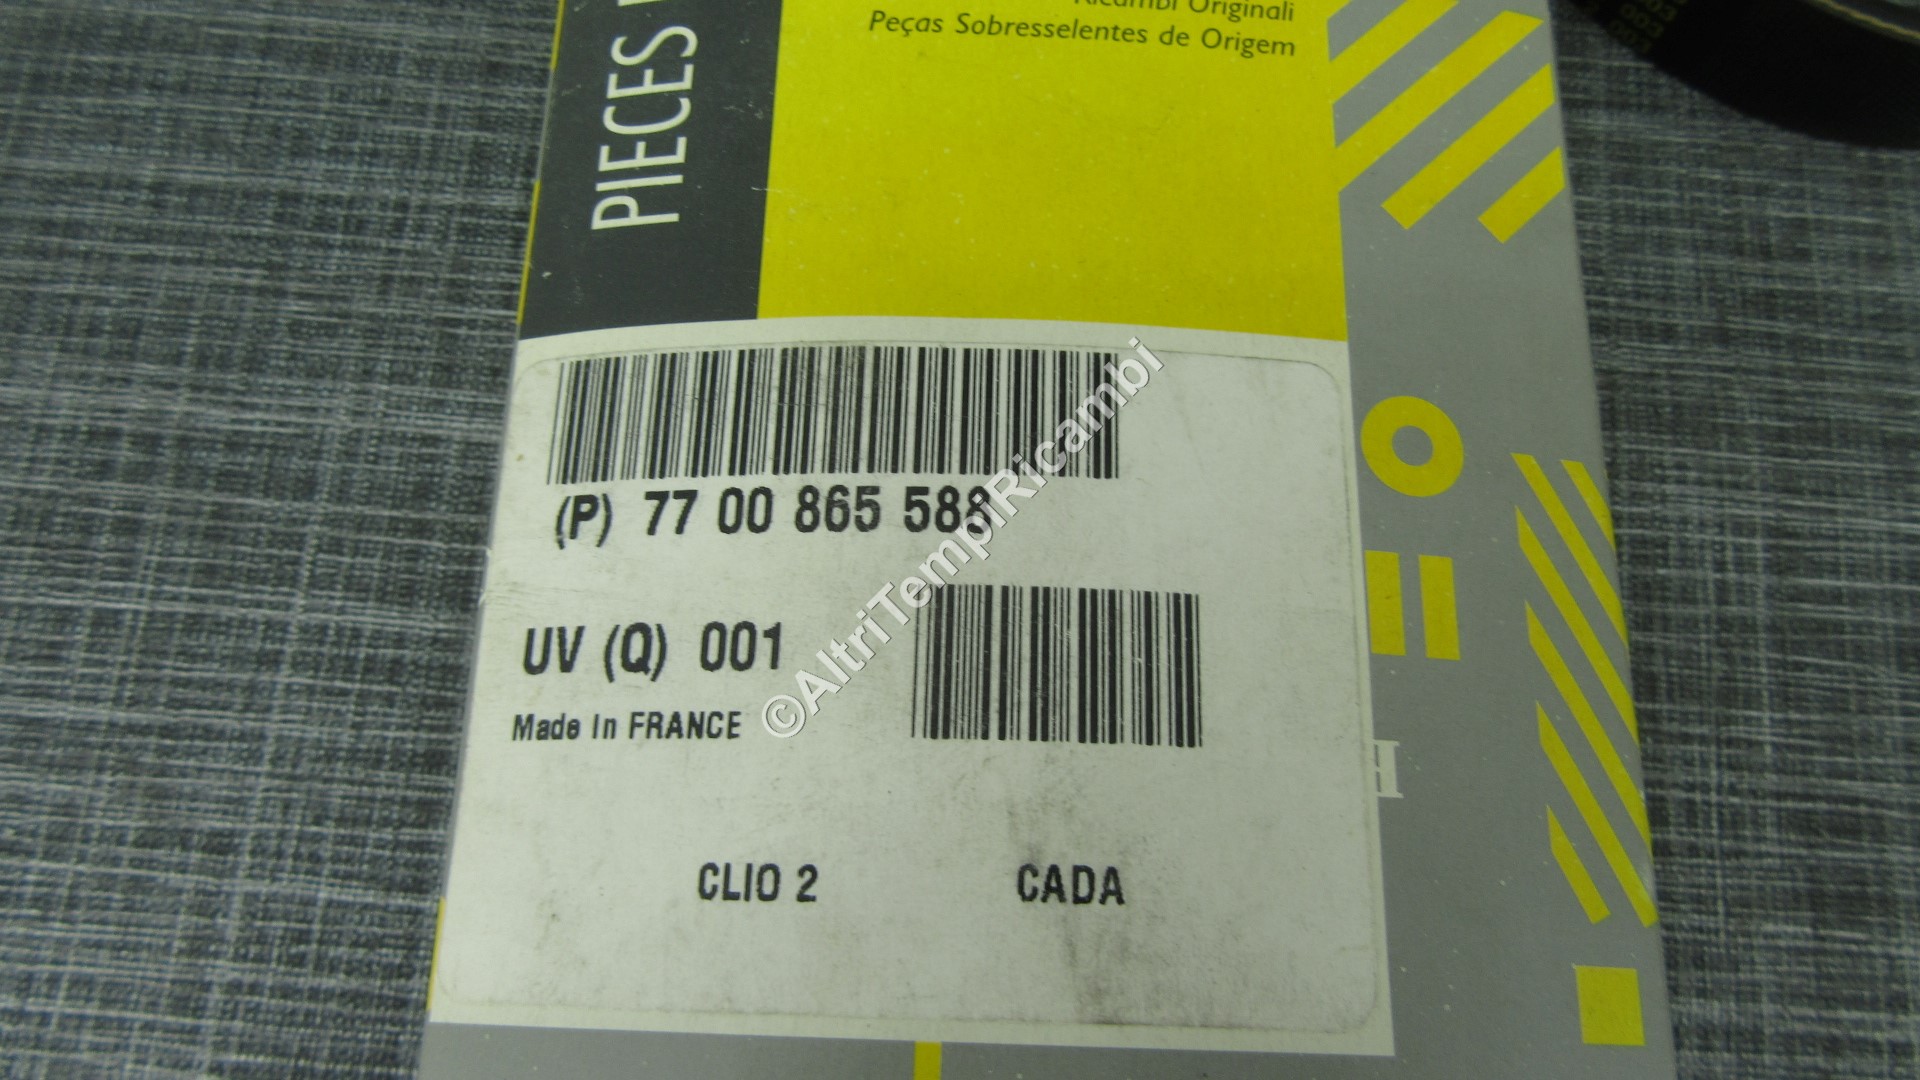 Ricambi Originali
Peças Sobresselentes de Origem
PIECES
(P) 77 00 865 588
UV (Q) 001
Made In FRANCE
CLIO 2 CADA
H
©AltriTempiRicambi